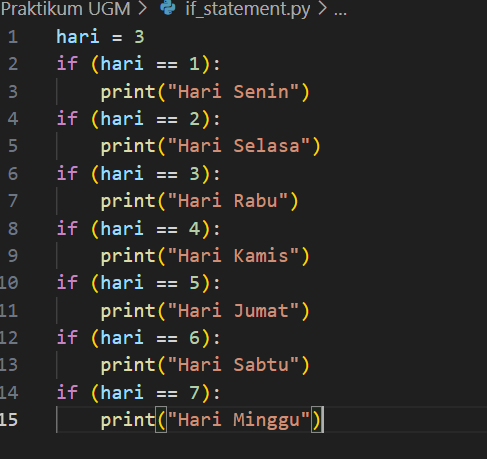 Praktikum UGM > if_statement.py > ...
1 hari = 3
2 if (hari == 1):
3     print("Hari Senin")
4 if (hari == 2):
5     print("Hari Selasa")
6 if (hari == 3):
7     print("Hari Rabu")
8 if (hari == 4):
9     print("Hari Kamis")
10 if (hari == 5):
11     print("Hari Jumat")
12 if (hari == 6):
13     print("Hari Sabtu")
14 if (hari == 7):
15     print("Hari Minggu")